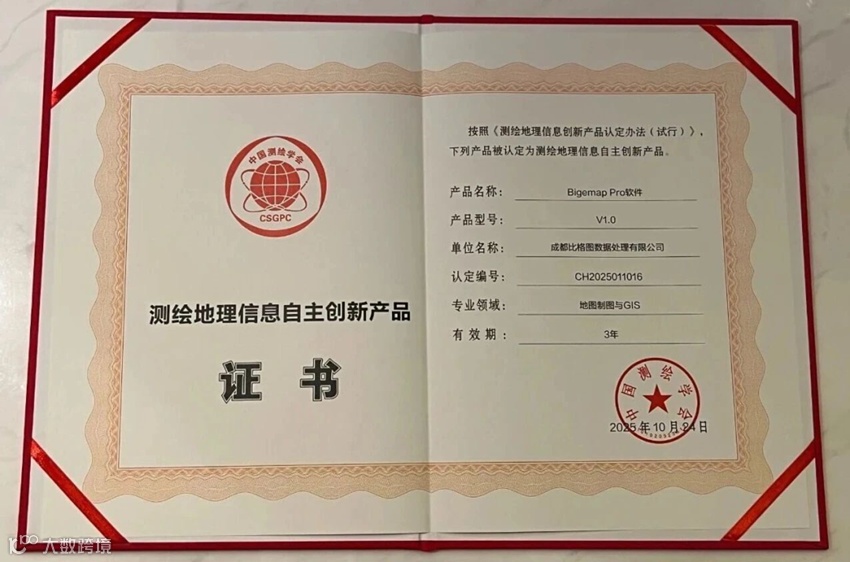 中国测绘学会
CSGPC
测绘地理信息自主创新产品
证 书
按照《测绘地理信息创新产品认定办法（试行）》，
下列产品被认定为测绘地理信息自主创新产品。
产品名称： Bigemap Pro软件
产品型号： V1.0
单位名称： 成都比格图数据处理有限公司
认定编号： CH2025011016
专业领域： 地图制图与GIS
有效期： 3年
中国测绘学会
2025年10月24日
大数跨境